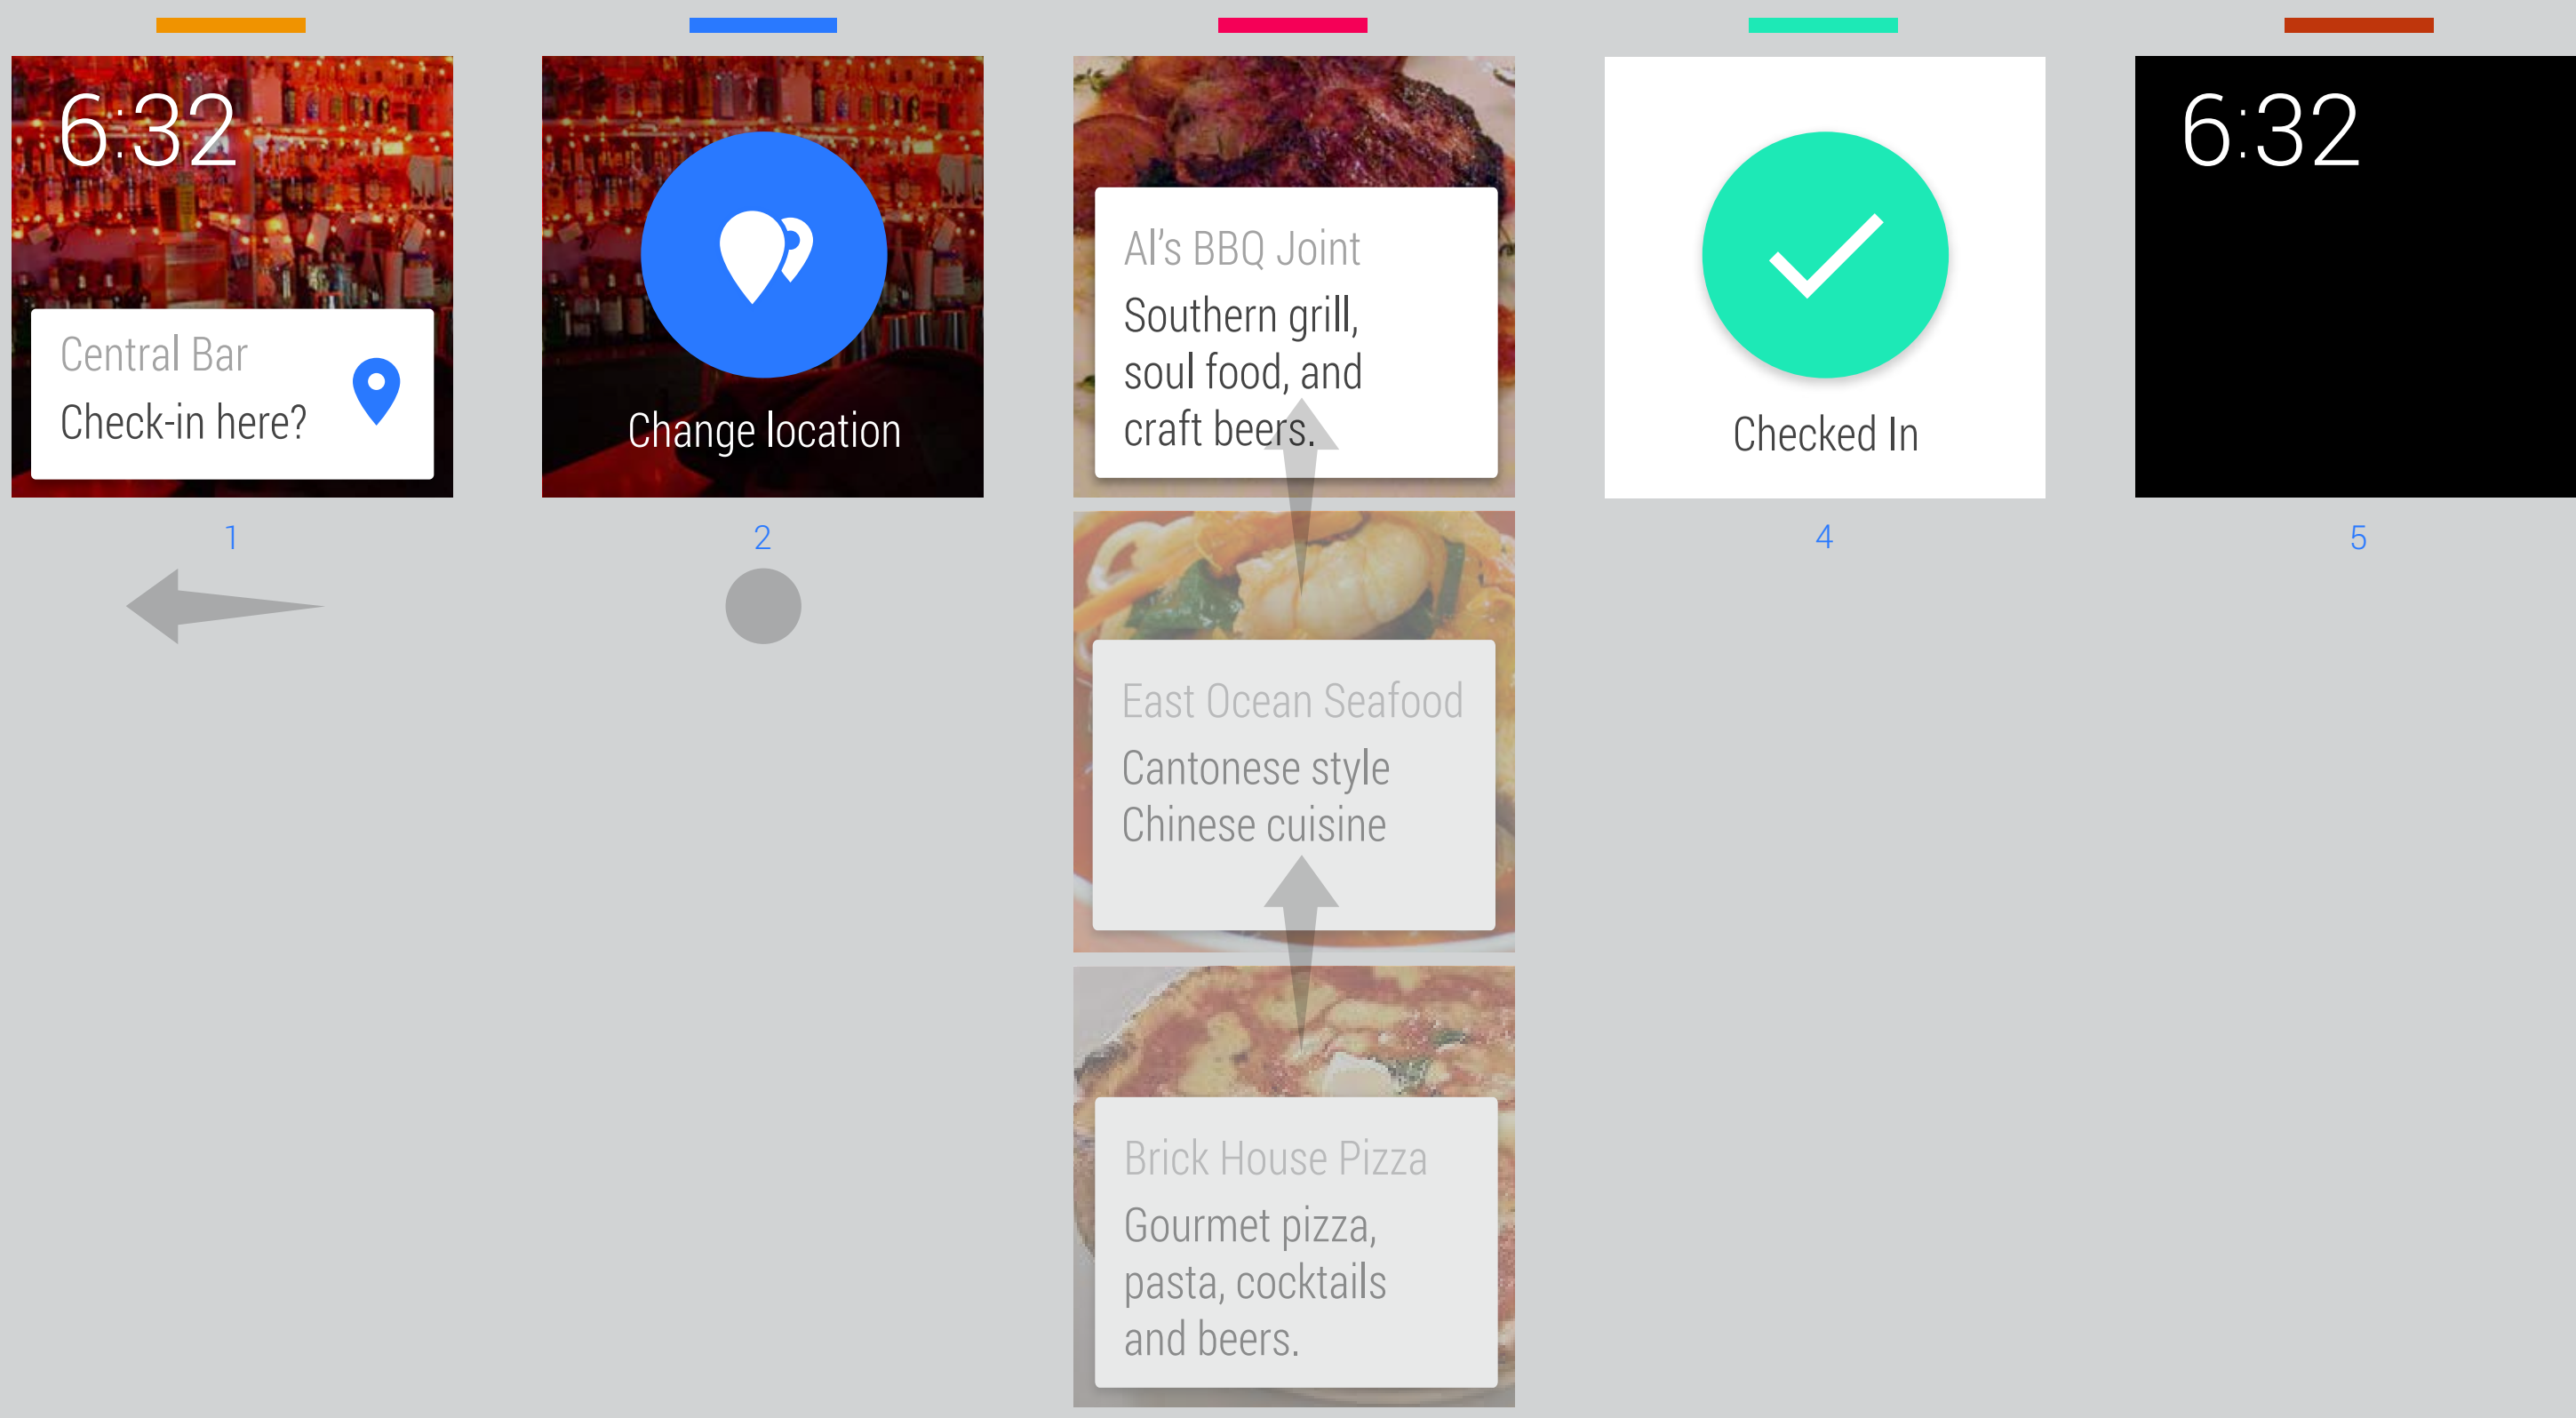 6:32
Central Bar
Check-in here?
1
Change location
2
Al's BBQ Joint
Southern grill,
soul food, and
craft beers.
East Ocean Seafood
Cantonese style
Chinese cuisine
Brick House Pizza
Gourmet pizza,
pasta, cocktails
and beers.
Checked In
4
6:32
5